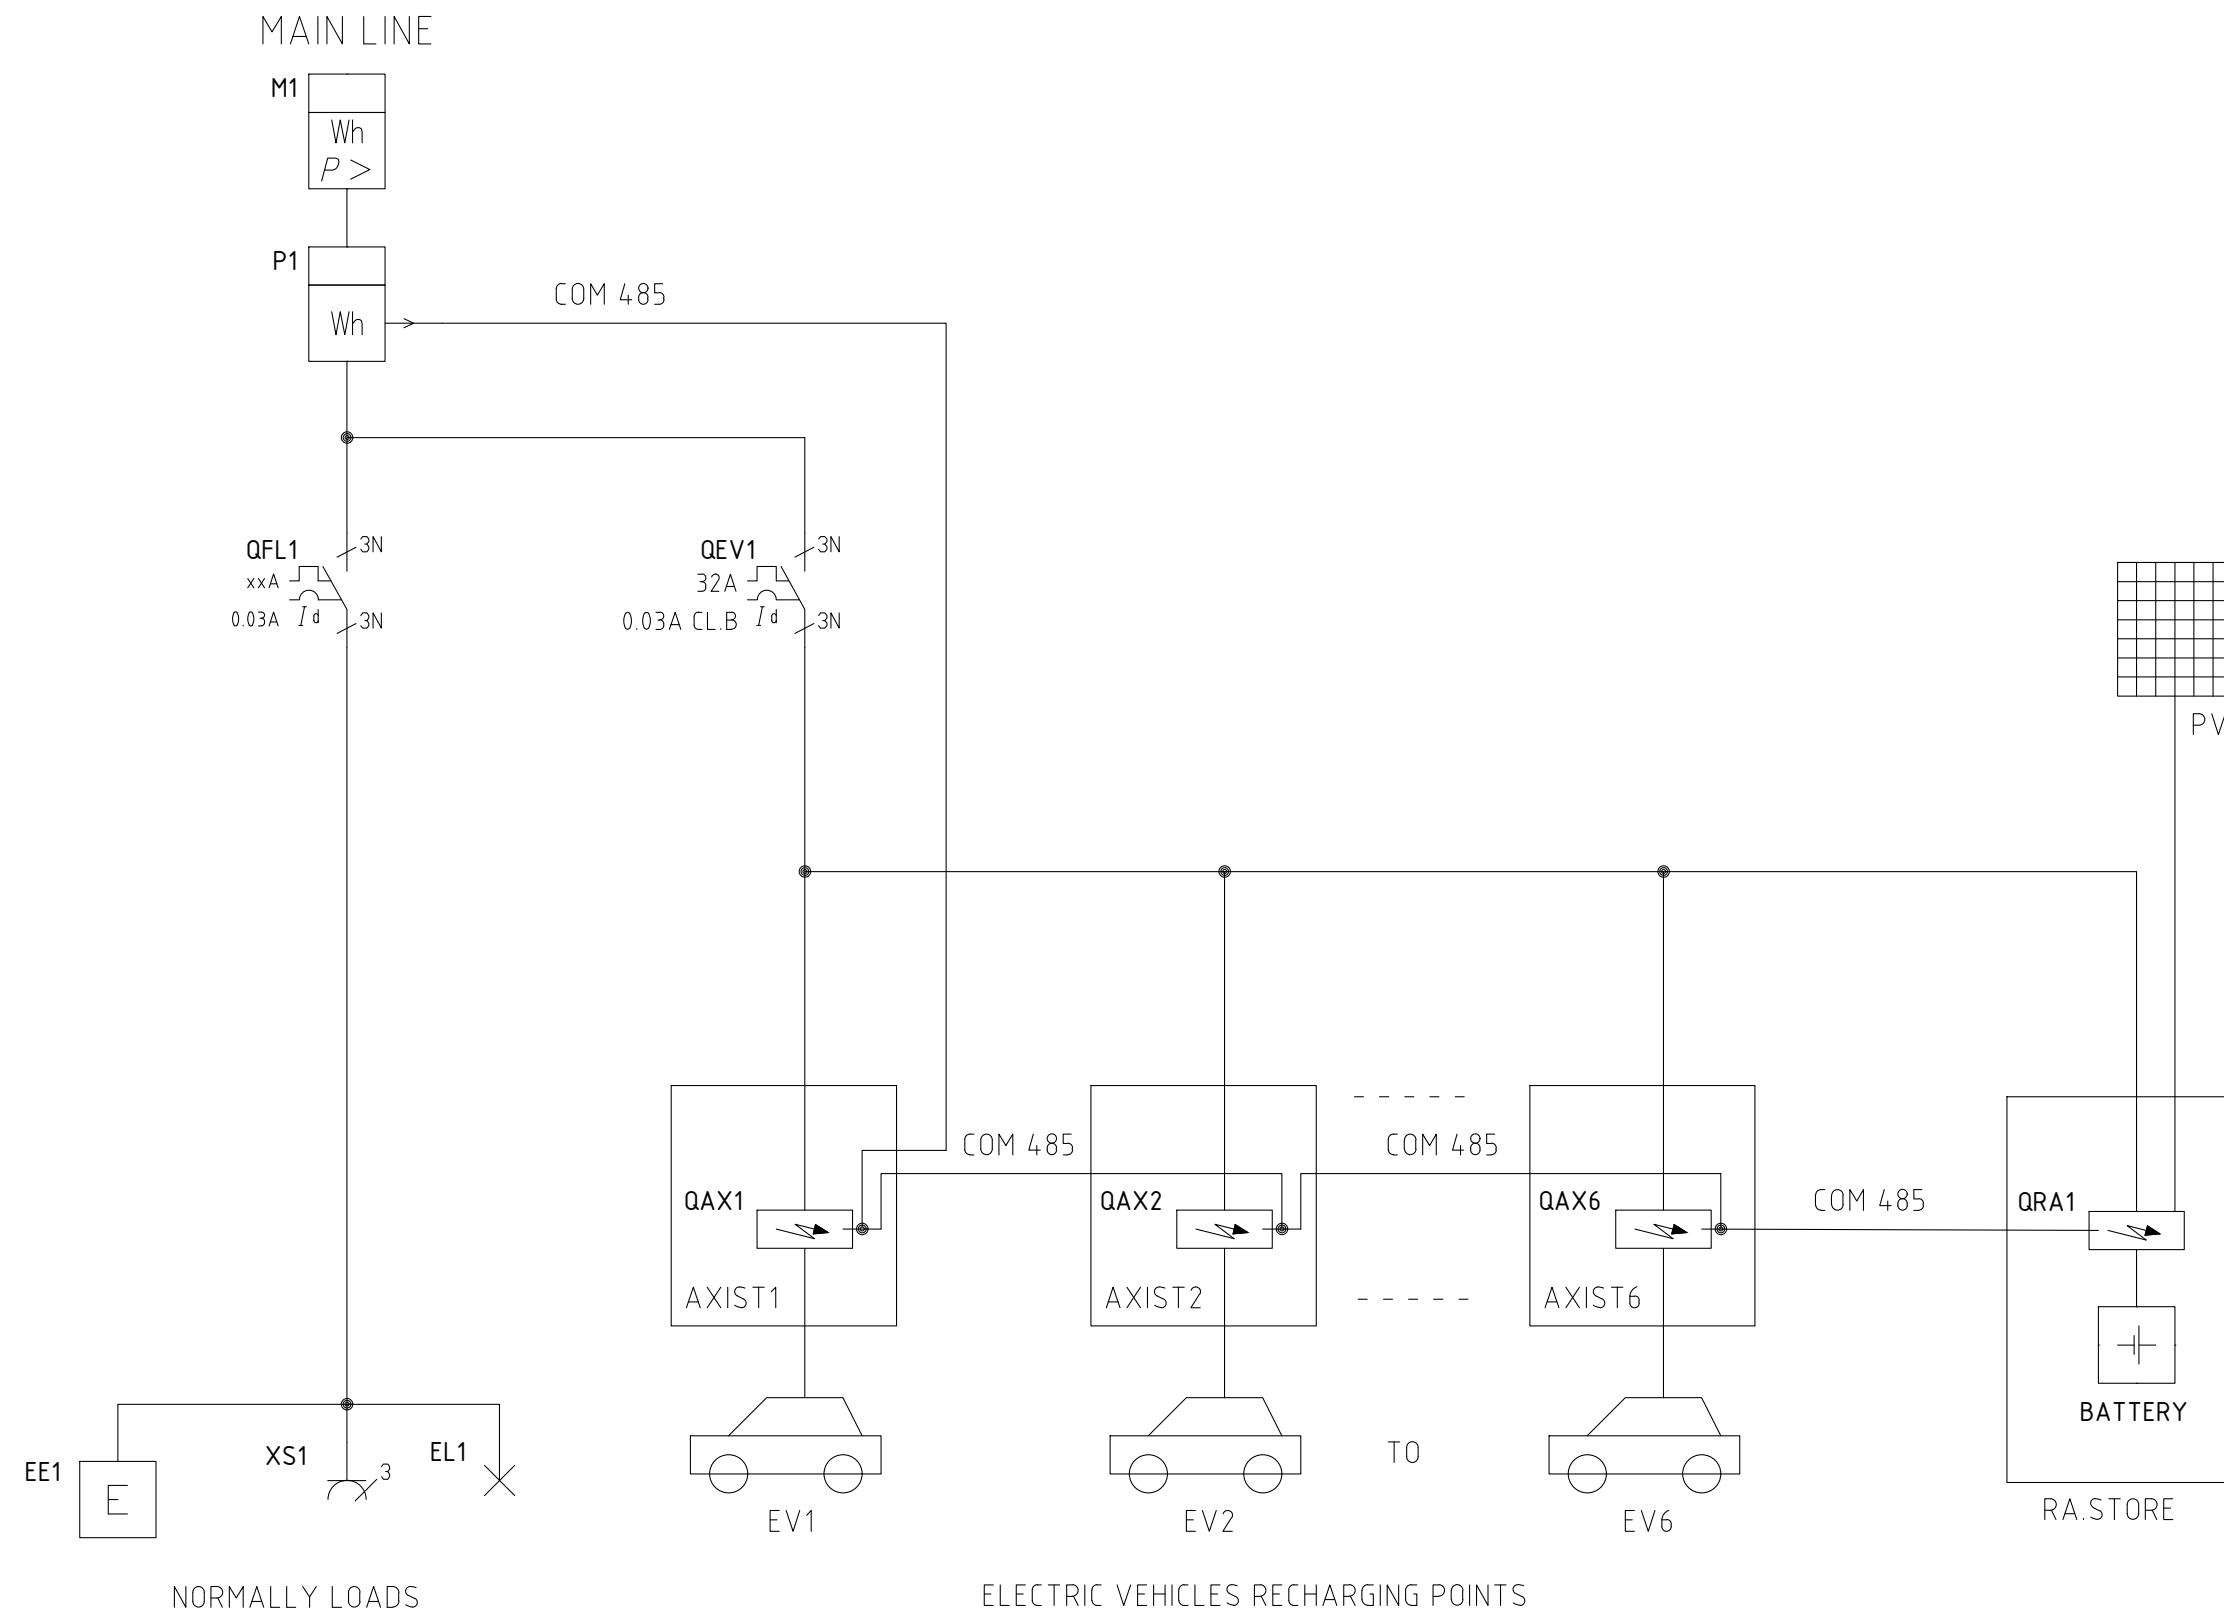 MAIN LINE
M1
Wh
P >
P1
Wh
COM 485
QFL1
3N
xxA
0.03A
Id
3N
QEV1
3N
32A
0.03A CL.B
Id
3N
PV
COM 485
COM 485
COM 485
QAX1
QAX2
QAX6
QRA1
AXIST1
AXIST2
AXIST6
BATTERY
EE1
E
XS1
3
EL1
TO
EV1
EV2
EV6
RA.STORE
NORMALLY LOADS
ELECTRIC VEHICLES RECHARGING POINTS